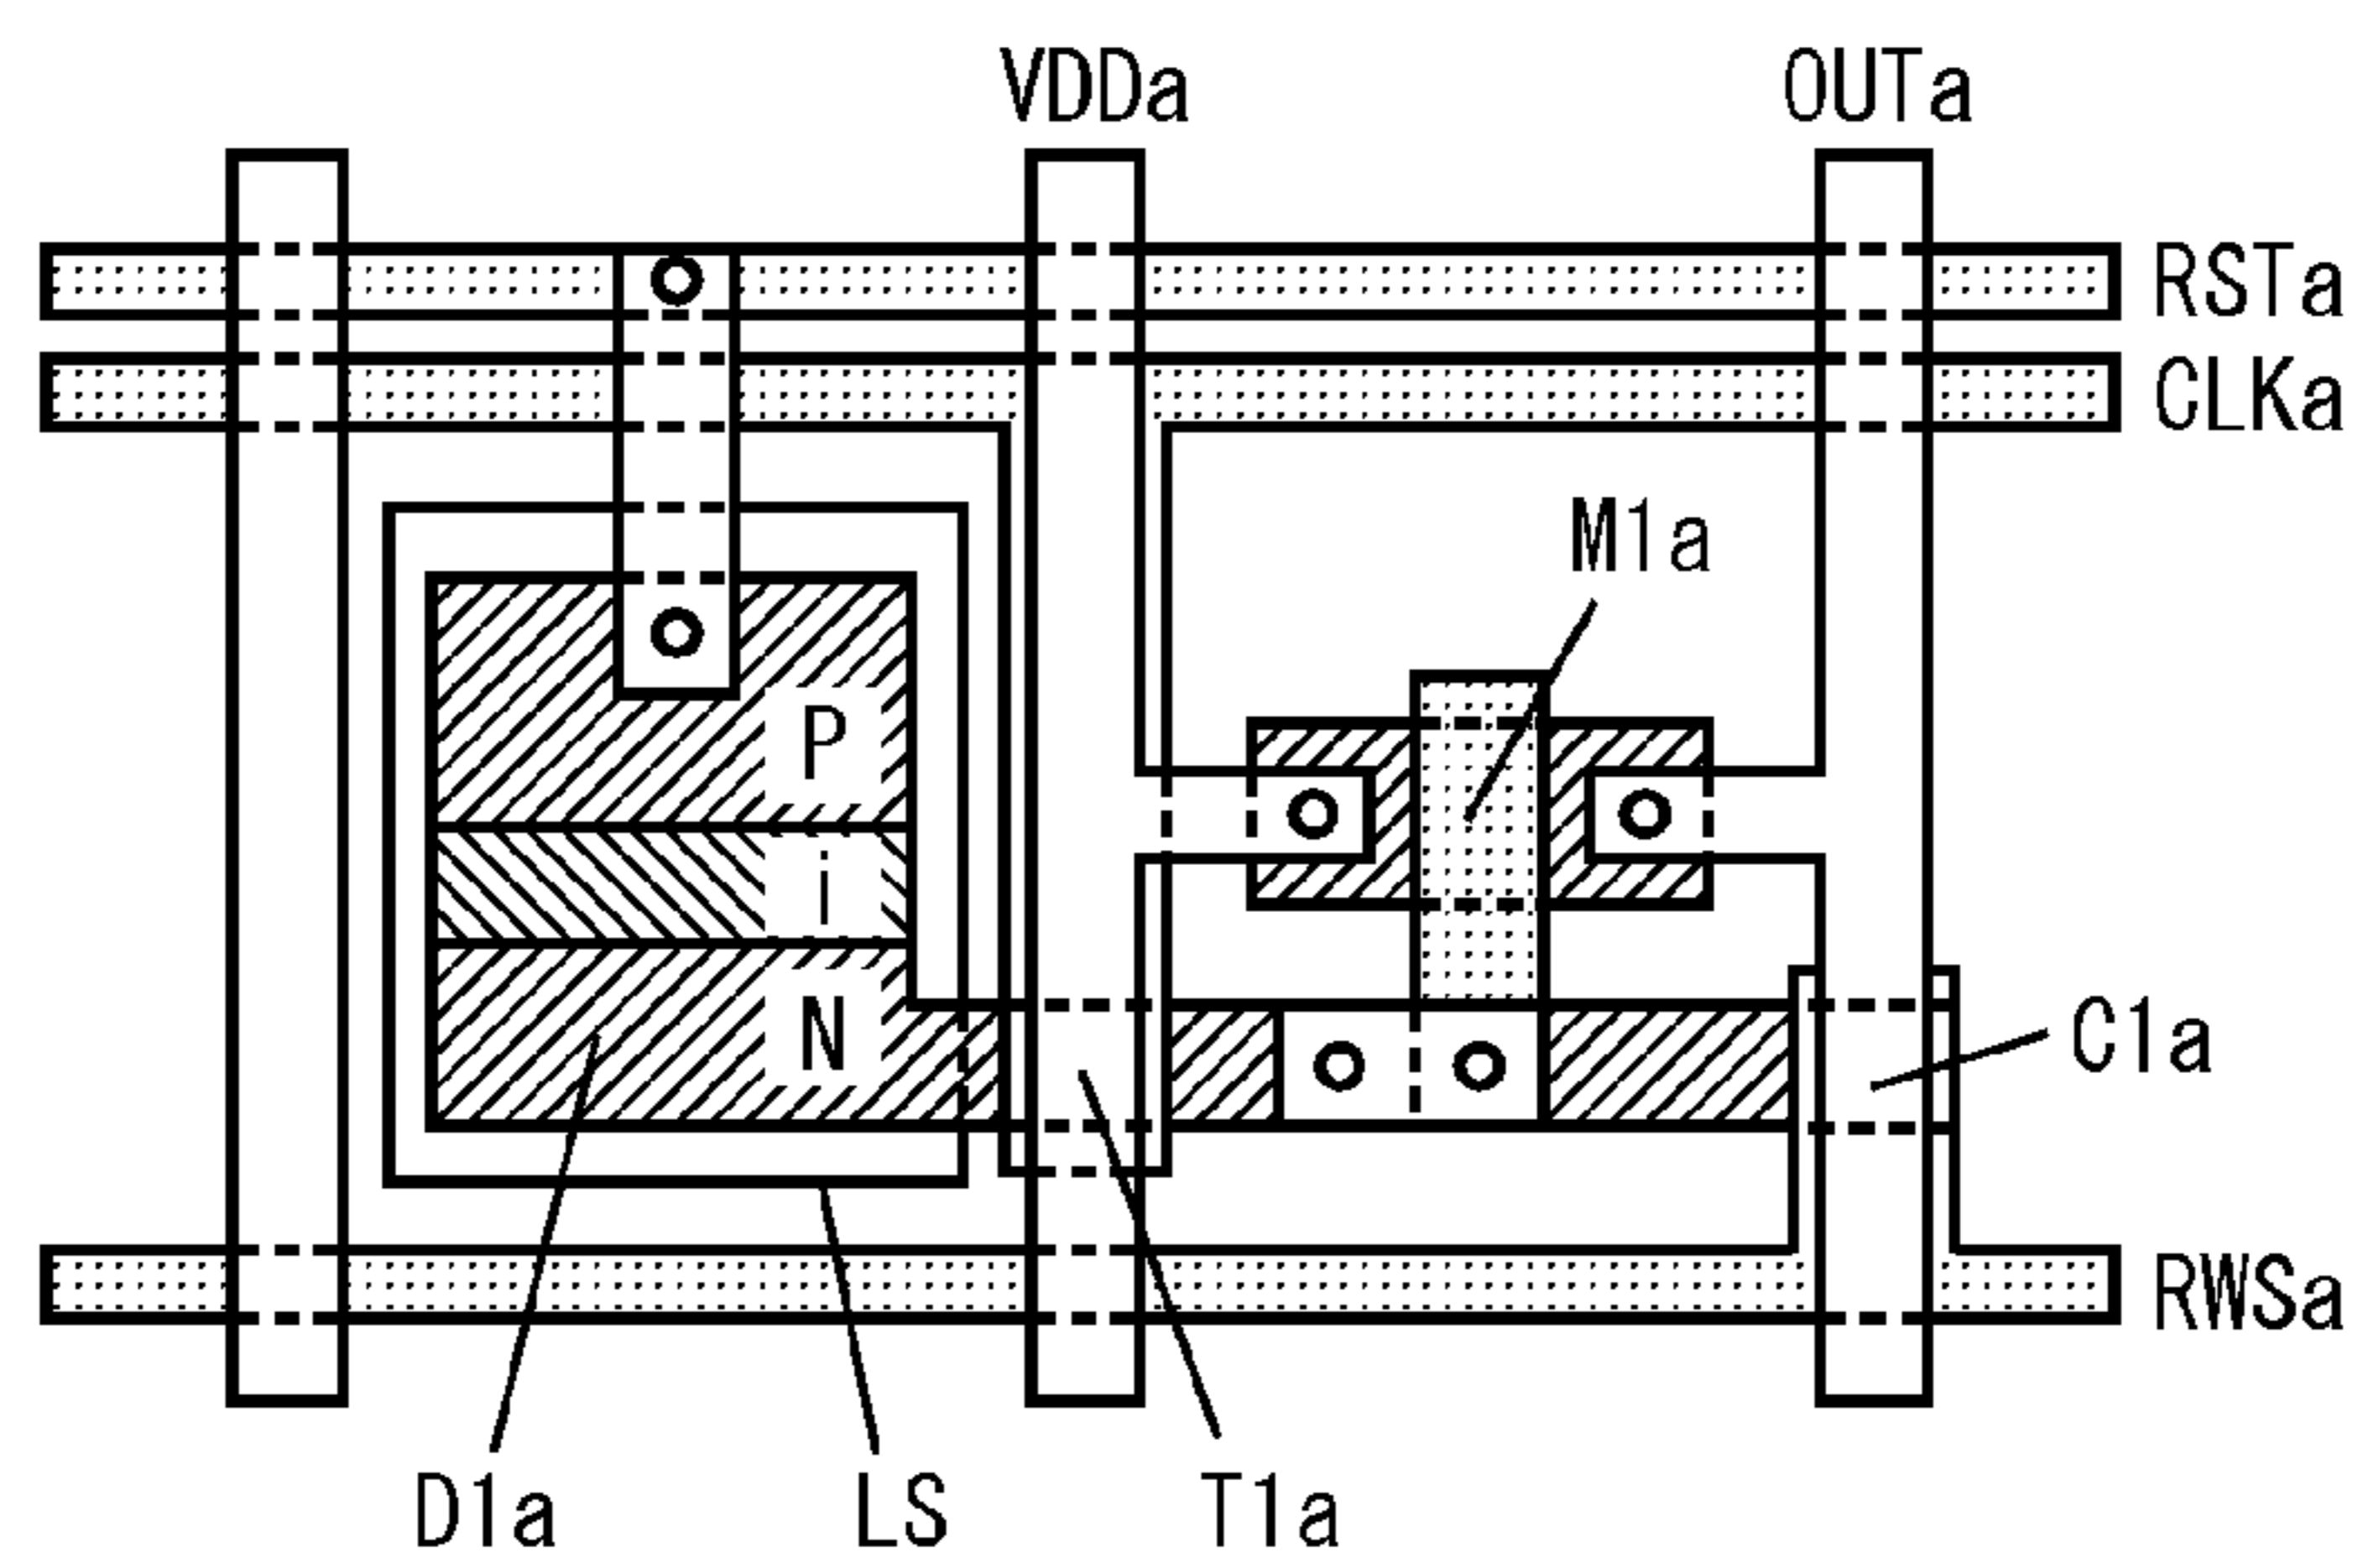 VDDa OUTa
RSTa
CLKa
M1a
P
i
N
C1a
RWSa
D1a LS T1a